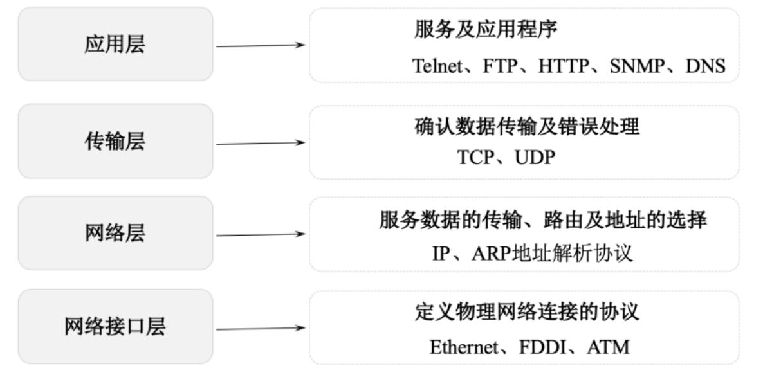 应用层
服务及应用程序
Telnet、FTP、HTTP、SNMP、DNS
传输层
确认数据传输及错误处理
TCP、UDP
网络层
服务数据的传输、路由及地址的选择
IP、ARP地址解析协议
网络接口层
定义物理网络连接的协议
Ethernet、FDDI、ATM